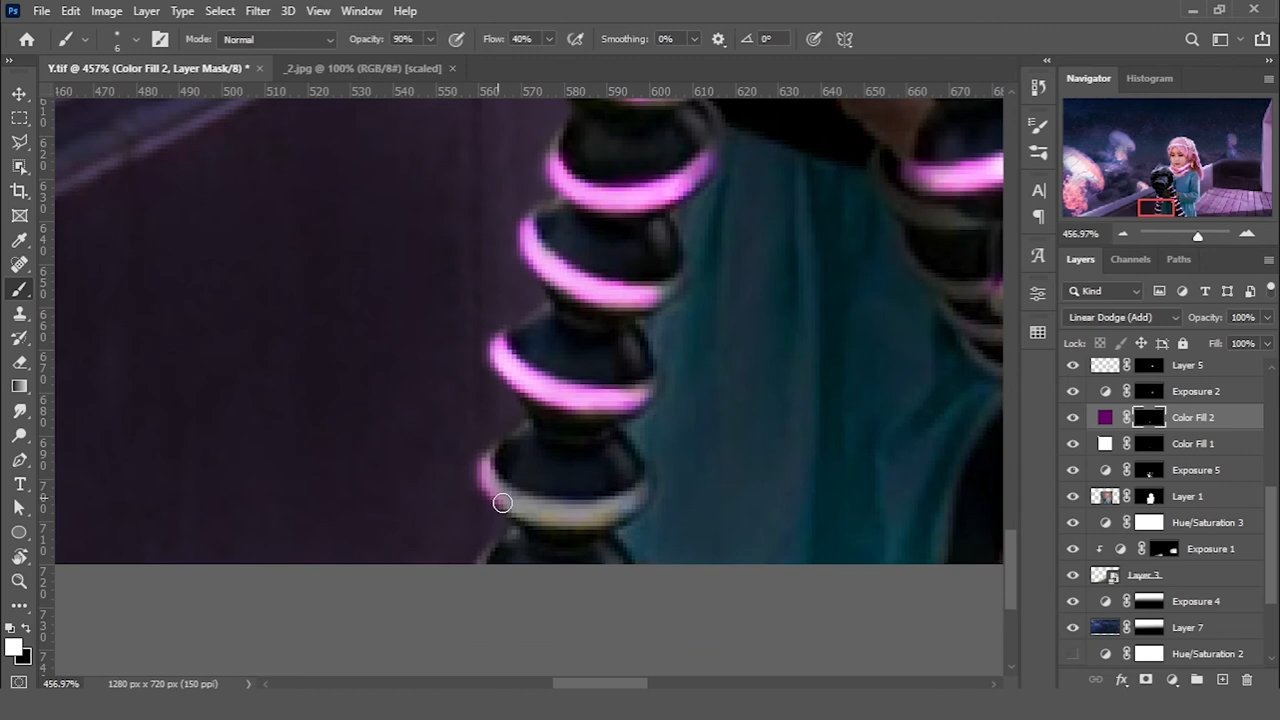 Ps File Edit Image Layer Type Select Filter 3D View Window Help
6 Mode: Normal Opacity: 90% Flow: 40% Smoothing: 0% 0°
Y.tif @ 457% (Color Fill 2, Layer Mask/8) * × _2.jpg @ 100% (RGB/8#) [scaled] ×
460 470 480 490 500 510 520 530 540 550 560 570 580 590 600 610 620 630 640 650 660 670
Navigator Histogram
456.97%
Layers Channels Paths
Kind
Linear Dodge (Add) Opacity: 100%
Lock: Fill: 100%
Layer 5
Exposure 2
Color Fill 2
Color Fill 1
Exposure 5
Layer 1
Hue/Saturation 3
Exposure 1
Layer 3
Exposure 4
Layer 7
Hue/Saturation 2
456.97% 1280 px x 720 px (150 ppi)